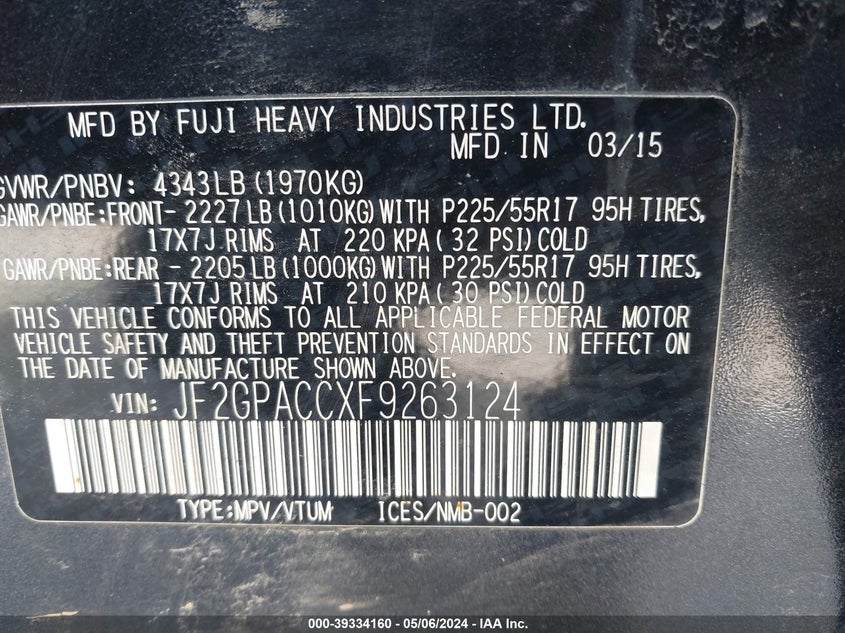 MFD BY FUJI HEAVY INDUSTRIES LTD.
MFD IN 03/15
GVWR/PNBV: 4343LB (1970KG)
GAWR/PNBE:FRONT- 2227LB (1010KG) WITH P225/55R17 95H TIRES,
17X7J RIMS AT 220 KPA ( 32 PSI) COLD
GAWR/PNBE:REAR - 2205LB (1000KG) WITH P225/55R17 95H TIRES,
17X7J RIMS AT 210 KPA ( 30 PSI) COLD
THIS VEHICLE CONFORMS TO ALL APPLICABLE FEDERAL MOTOR
VEHICLE SAFETY AND THEFT PREVENTION STANDARDS IN EFFECT ON
THE DATE OF MANUFACTURE SHOWN ABOVE.
VIN: JF2GPACCXF9263124
TYPE:MPV/VTUM ICES/NMB-002
000-39334160 - 05/06/2024 - IAA Inc.